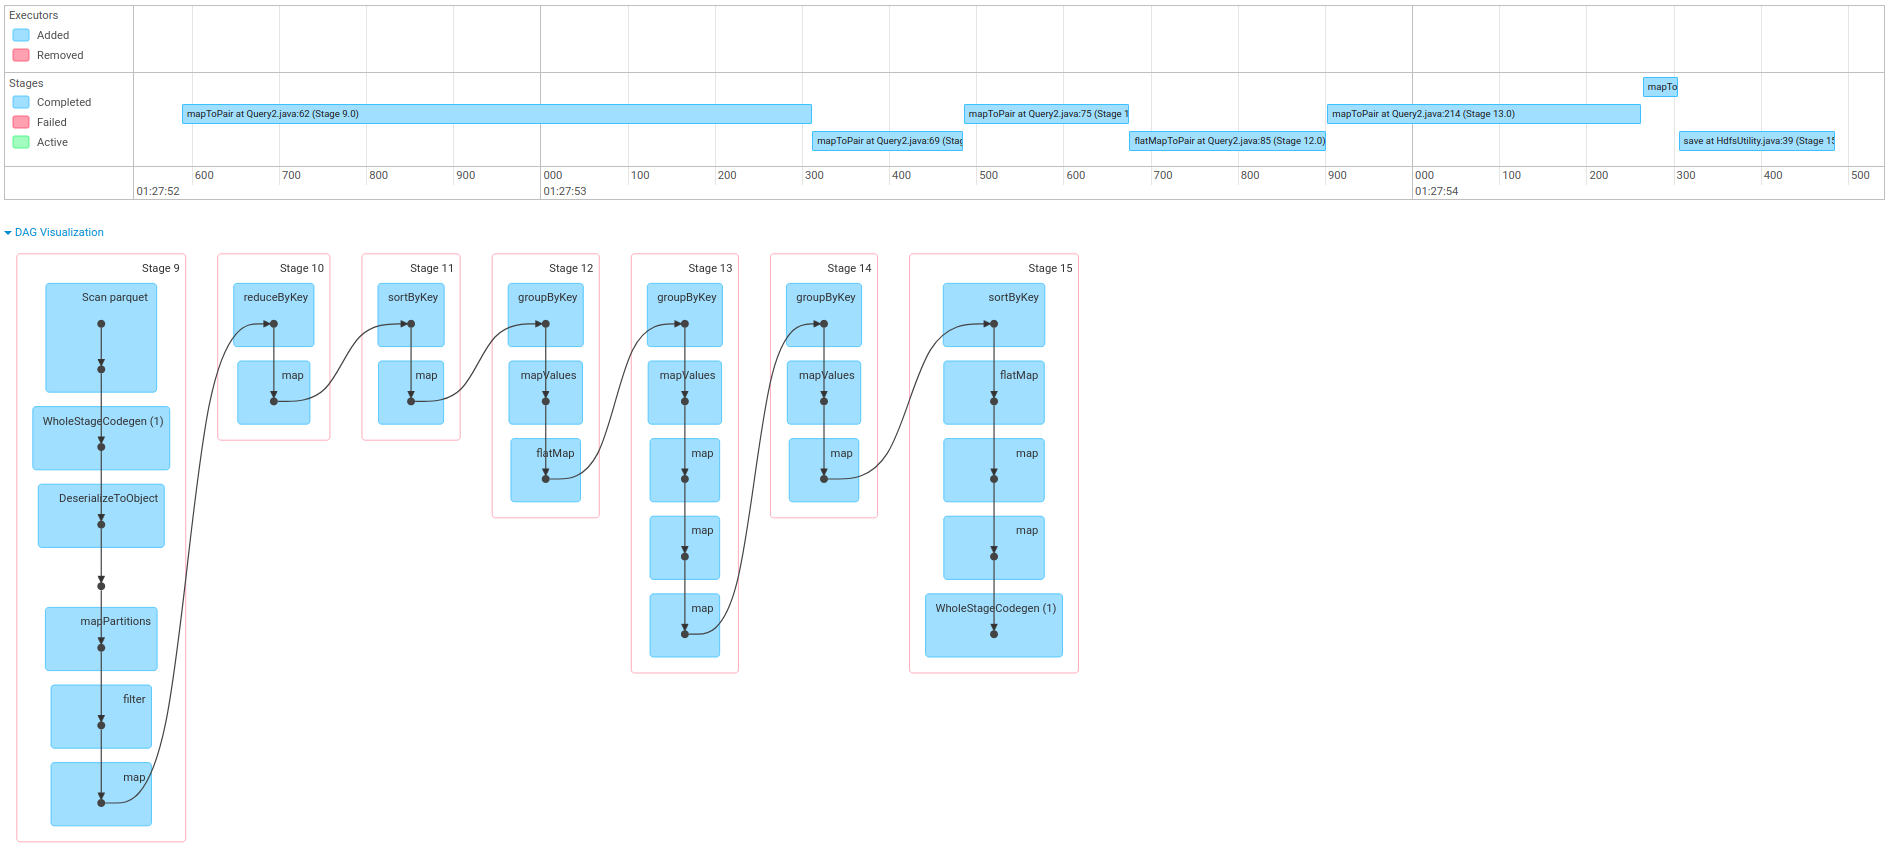 Executors
Added
Removed
Stages
Completed
Failed
Active
mapTo
mapToPair at Query2.java:62 (Stage 9.0)
mapToPair at Query2.java:75 (Stage 1
mapToPair at Query2.java:214 (Stage 13.0)
mapToPair at Query2.java:69 (Stag
flatMapToPair at Query2.java:85 (Stage 12.0)
save at HdfsUtility.java:39 (Stage 15
600 700 800 900 000 100 200 300 400 500 600 700 800 900 000 100 200 300 400 500
01:27:52 01:27:53 01:27:54
DAG Visualization
Stage 9
Scan parquet
WholeStageCodegen (1)
DeserializeToObject
mapPartitions
filter
map
Stage 10
reduceByKey
map
Stage 11
sortByKey
map
Stage 12
groupByKey
mapValues
flatMap
Stage 13
groupByKey
mapValues
map
map
map
Stage 14
groupByKey
mapValues
map
Stage 15
sortByKey
flatMap
map
map
WholeStageCodegen (1)